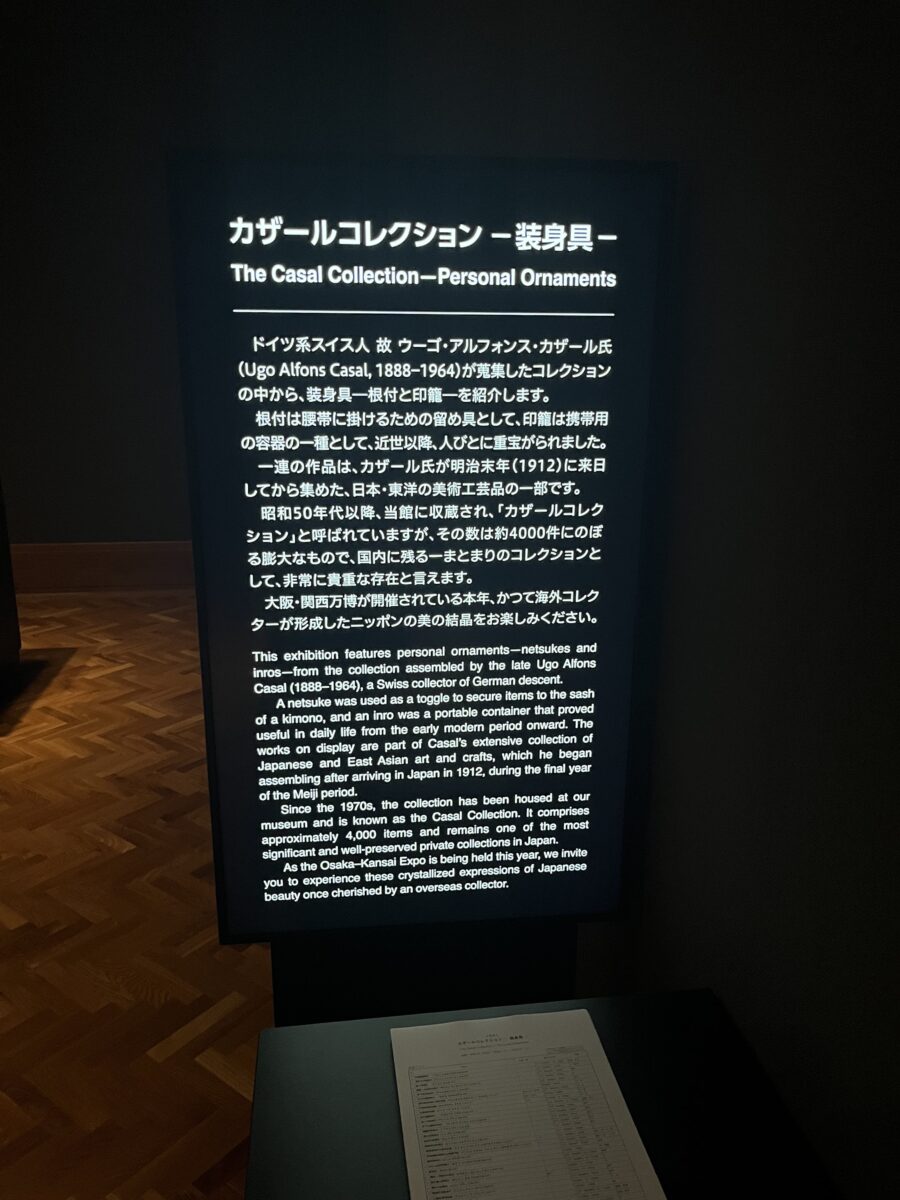 カザールコレクション －装身具－
The Casal Collection—Personal Ornaments
ドイツ系スイス人 故 ウーゴ・アルフォンス・カザール氏
（Ugo Alfons Casal, 1888–1964）が蒐集したコレクション
の中から、装身具―根付と印籠―を紹介します。
根付は腰帯に掛けるための留め具として、印籠は携帯用
の容器の一種として、近世以降、人びとに重宝がられました。
一連の作品は、カザール氏が明治末年（1912）に来日
してから集めた、日本・東洋の美術工芸品の一部です。
昭和50年代以降、当館に収蔵され、「カザールコレク
ション」と呼ばれていますが、その数は約4000件にのぼ
る膨大なもので、国内に残る一まとまりのコレクションと
して、非常に貴重な存在と言えます。
大阪・関西万博が開催されている本年、かつて海外コレク
ターが形成したニッポンの美の結晶をお楽しみください。
This exhibition features personal ornaments—netsukes and
inros—from the collection assembled by the late Ugo Alfons
Casal (1888–1964), a Swiss collector of German descent.
A netsuke was used as a toggle to secure items to the sash
of a kimono, and an inro was a portable container that proved
useful in daily life from the early modern period onward. The
works on display are part of Casal's extensive collection of
Japanese and East Asian art and crafts, which he began
assembling after arriving in Japan in 1912, during the final year
of the Meiji period.
Since the 1970s, the collection has been housed at our
museum and is known as the Casal Collection. It comprises
approximately 4,000 items and remains one of the most
significant and well-preserved private collections in Japan.
As the Osaka–Kansai Expo is being held this year, we invite
you to experience these crystallized expressions of Japanese
beauty once cherished by an overseas collector.
カザールコレクション －装身具－